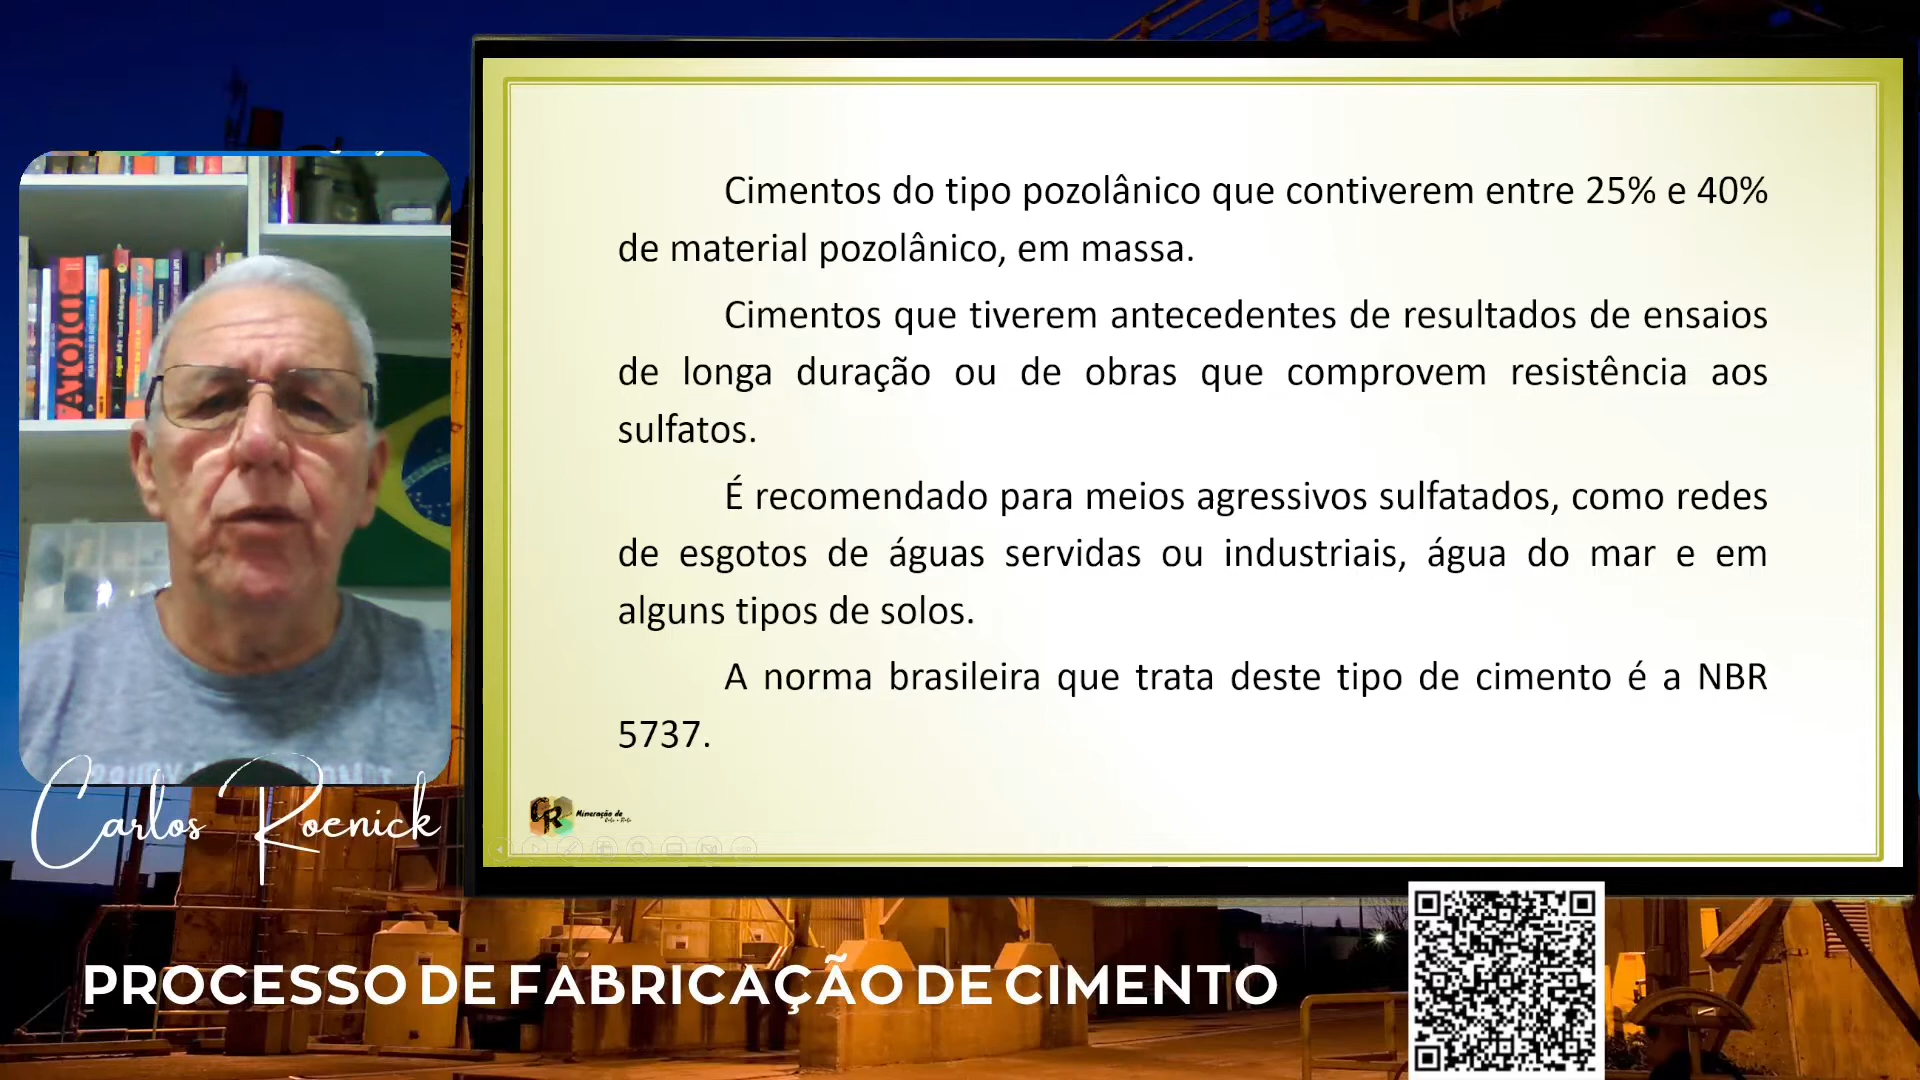 Cimentos do tipo pozolânico que contiverem entre 25% e 40%
de material pozolânico, em massa.
Cimentos que tiverem antecedentes de resultados de ensaios
de longa duração ou de obras que comprovem resistência aos
sulfatos.
É recomendado para meios agressivos sulfatados, como redes
de esgotos de águas servidas ou industriais, água do mar e em
alguns tipos de solos.
A norma brasileira que trata deste tipo de cimento é a NBR
5737.
CR
Mineração de
Carlos Roenick
PROCESSO DE FABRICAÇÃO DE CIMENTO